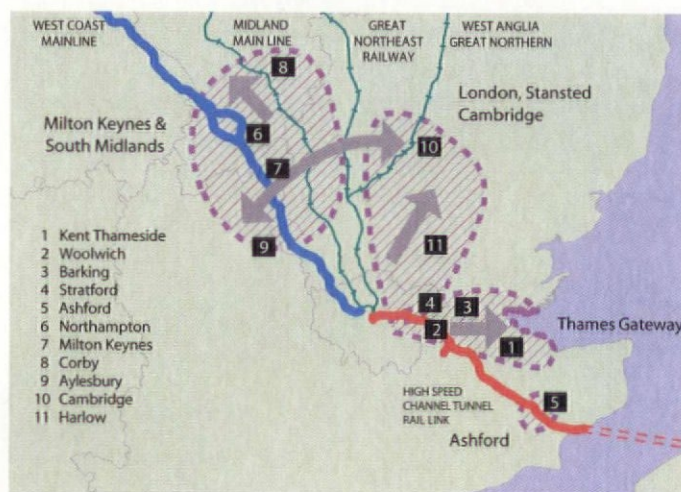 WEST COAST
MAINLINE
MIDLAND
MAIN LINE
GREAT
NORTHEAST
RAILWAY
WEST ANGLIA
GREAT NORTHERN
8
London, Stansted
Cambridge
Milton Keynes &
South Midlands
6
10
7
11
9
1 Kent Thameside
2 Woolwich
3 Barking
4 Stratford
5 Ashford
6 Northampton
7 Milton Keynes
8 Corby
9 Aylesbury
10 Cambridge
11 Harlow
4
3
2
1
Thames Gateway
HIGH SPEED
CHANNEL TUNNEL
RAIL LINK
5
Ashford